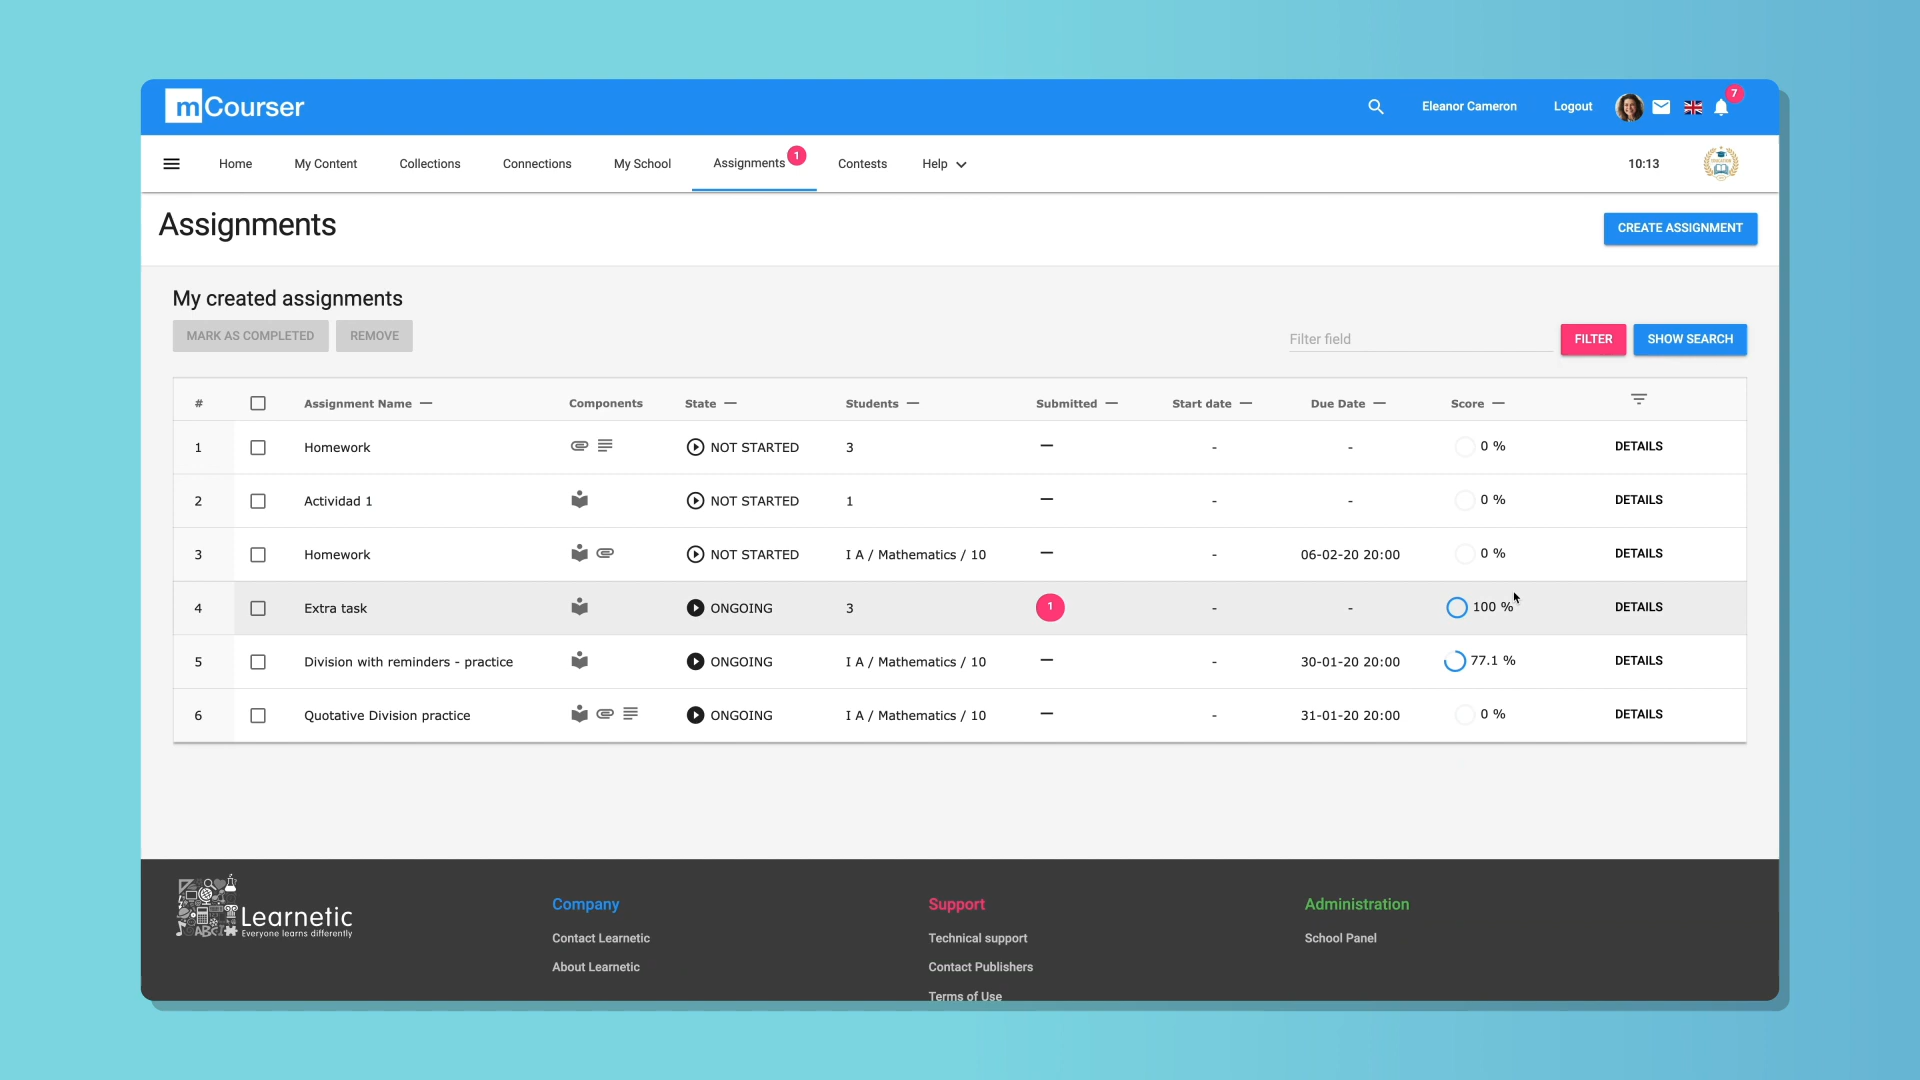 mCourser
Eleanor Cameron
Logout
7
Home
My Content
Collections
Connections
My School
Assignments
1
Contests
Help
10:13
Assignments
CREATE ASSIGNMENT
My created assignments
MARK AS COMPLETED
REMOVE
Filter field
FILTER
SHOW SEARCH
# Assignment Name — Components State — Students — Submitted — Start date — Due Date — Score —
1 Homework NOT STARTED 3 — - - 0 % DETAILS
2 Actividad 1 NOT STARTED 1 — - - 0 % DETAILS
3 Homework NOT STARTED I A / Mathematics / 10 — - 06-02-20 20:00 0 % DETAILS
4 Extra task ONGOING 3 1 - - 100 % DETAILS
5 Division with reminders - practice ONGOING I A / Mathematics / 10 — - 30-01-20 20:00 77.1 % DETAILS
6 Quotative Division practice ONGOING I A / Mathematics / 10 — - 31-01-20 20:00 0 % DETAILS
ABC
Learnetic
Everyone learns differently
Company
Contact Learnetic
About Learnetic
Support
Technical support
Contact Publishers
Terms of Use
Administration
School Panel